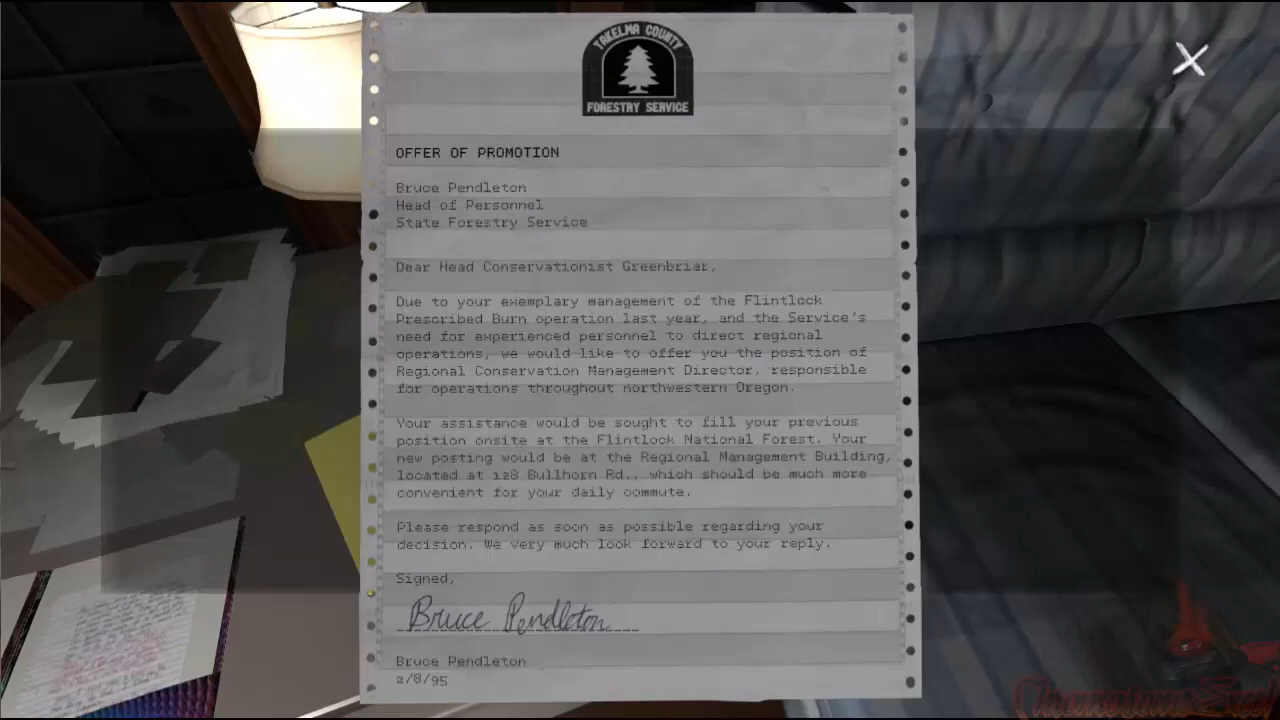 TAKELMA COUNTY
FORESTRY SERVICE
OFFER OF PROMOTION
Bruce Pendleton
Head of Personnel
State Forestry Service
Dear Head Conservationist Greenbriar,
Due to your exemplary management of the Flintlock
Prescribed Burn operation last year, and the Service's
need for experienced personnel to direct regional
operations, we would like to offer you the position of
Regional Conservation Management Director, responsible
for operations throughout northwestern Oregon.
Your assistance would be sought to fill your previous
position onsite at the Flintlock National Forest. Your
new posting would be at the Regional Management Building,
located at 128 Bullhorn Rd., which should be much more
convenient for your daily commute.
Please respond as soon as possible regarding your
decision. We very much look forward to your reply.
Signed,
Bruce Pendleton
Bruce Pendleton
2/8/95